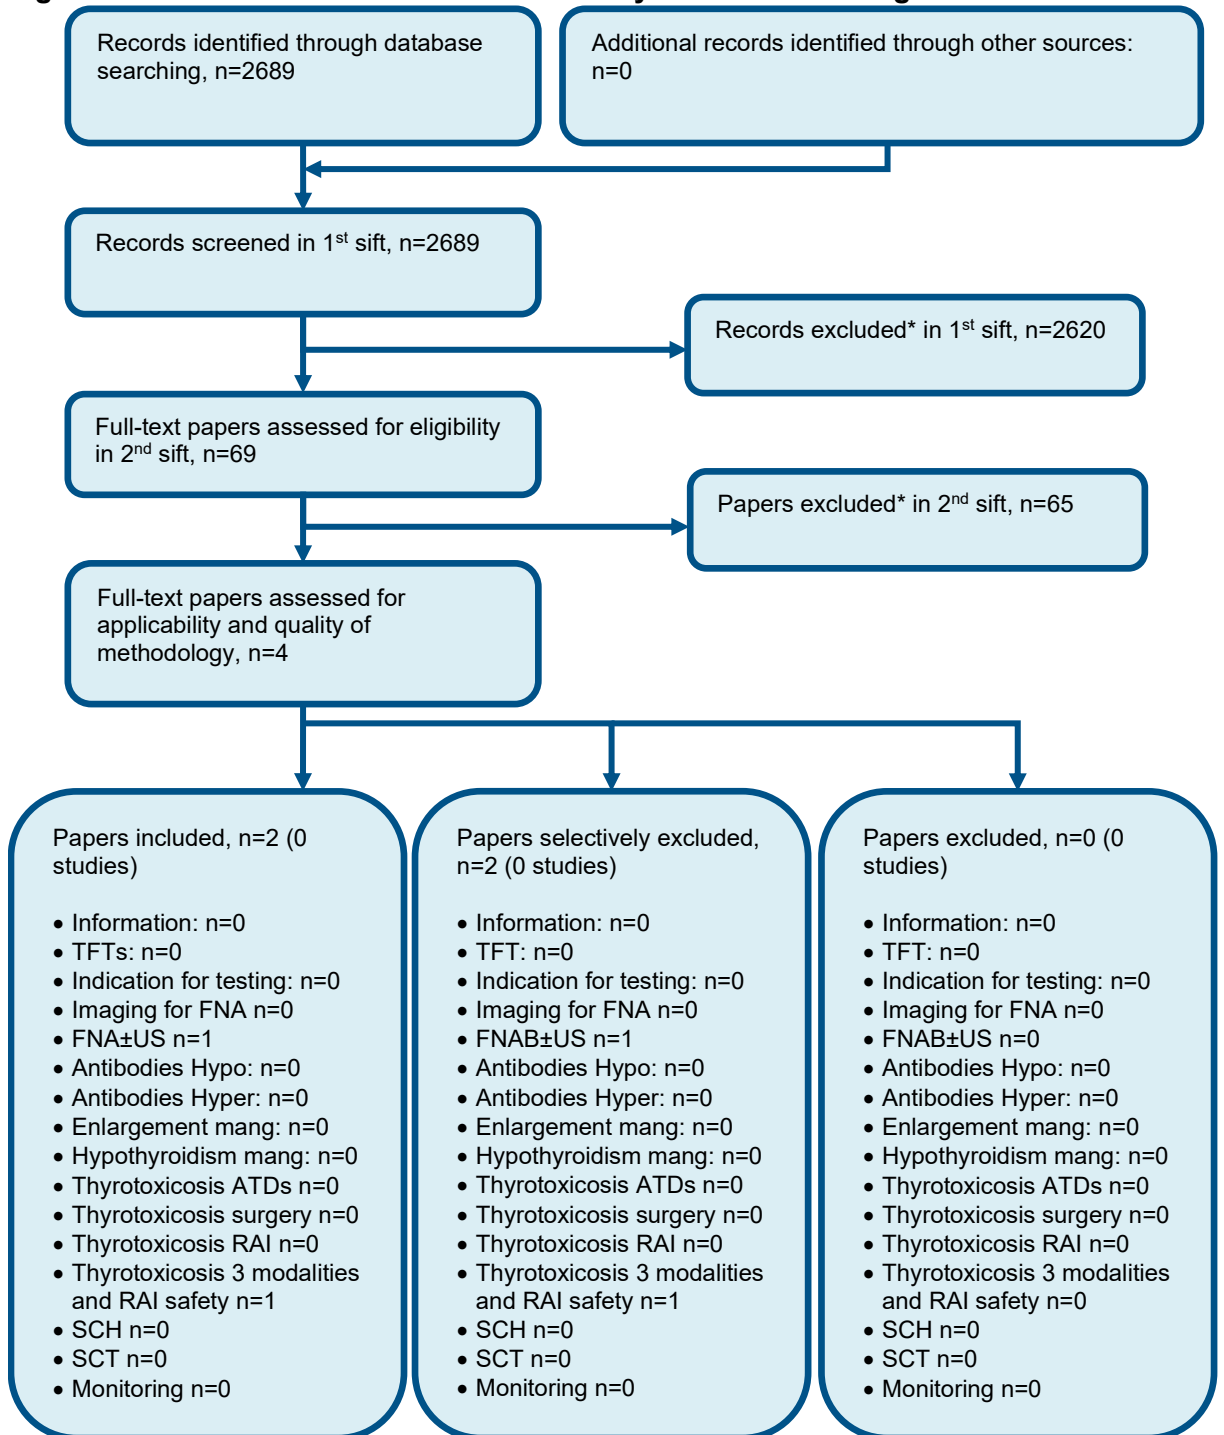 Records identified through database
searching, n=2689
Additional records identified through other sources:
n=0
Records screened in 1st sift, n=2689
Records excluded* in 1st sift, n=2620
Full-text papers assessed for eligibility
in 2nd sift, n=69
Papers excluded* in 2nd sift, n=65
Full-text papers assessed for
applicability and quality of
methodology, n=4
Papers included, n=2 (0
studies)
• Information: n=0
• TFTs: n=0
• Indication for testing: n=0
• Imaging for FNA n=0
• FNA±US n=1
• Antibodies Hypo: n=0
• Antibodies Hyper: n=0
• Enlargement mang: n=0
• Hypothyroidism mang: n=0
• Thyrotoxicosis ATDs n=0
• Thyrotoxicosis surgery n=0
• Thyrotoxicosis RAI n=0
• Thyrotoxicosis 3 modalities
and RAI safety n=1
• SCH n=0
• SCT n=0
• Monitoring n=0
Papers selectively excluded,
n=2 (0 studies)
• Information: n=0
• TFT: n=0
• Indication for testing: n=0
• Imaging for FNA: n=0
• FNAB±US n=1
• Antibodies Hypo: n=0
• Antibodies Hyper: n=0
• Enlargement mang: n=0
• Hypothyroidism mang: n=0
• Thyrotoxicosis ATDs n=0
• Thyrotoxicosis surgery n=0
• Thyrotoxicosis RAI n=0
• Thyrotoxicosis 3 modalities
and RAI safety n=1
• SCH n=0
• SCT n=0
• Monitoring n=0
Papers excluded, n=0 (0
studies)
• Information: n=0
• TFT: n=0
• Indication for testing: n=0
• Imaging for FNA: n=0
• FNAB±US n=0
• Antibodies Hypo: n=0
• Antibodies Hyper: n=0
• Enlargement mang: n=0
• Hypothyroidism mang: n=0
• Thyrotoxicosis ATDs n=0
• Thyrotoxicosis surgery n=0
• Thyrotoxicosis RAI n=0
• Thyrotoxicosis 3 modalities
and RAI safety n=0
• SCH n=0
• SCT n=0
• Monitoring n=0